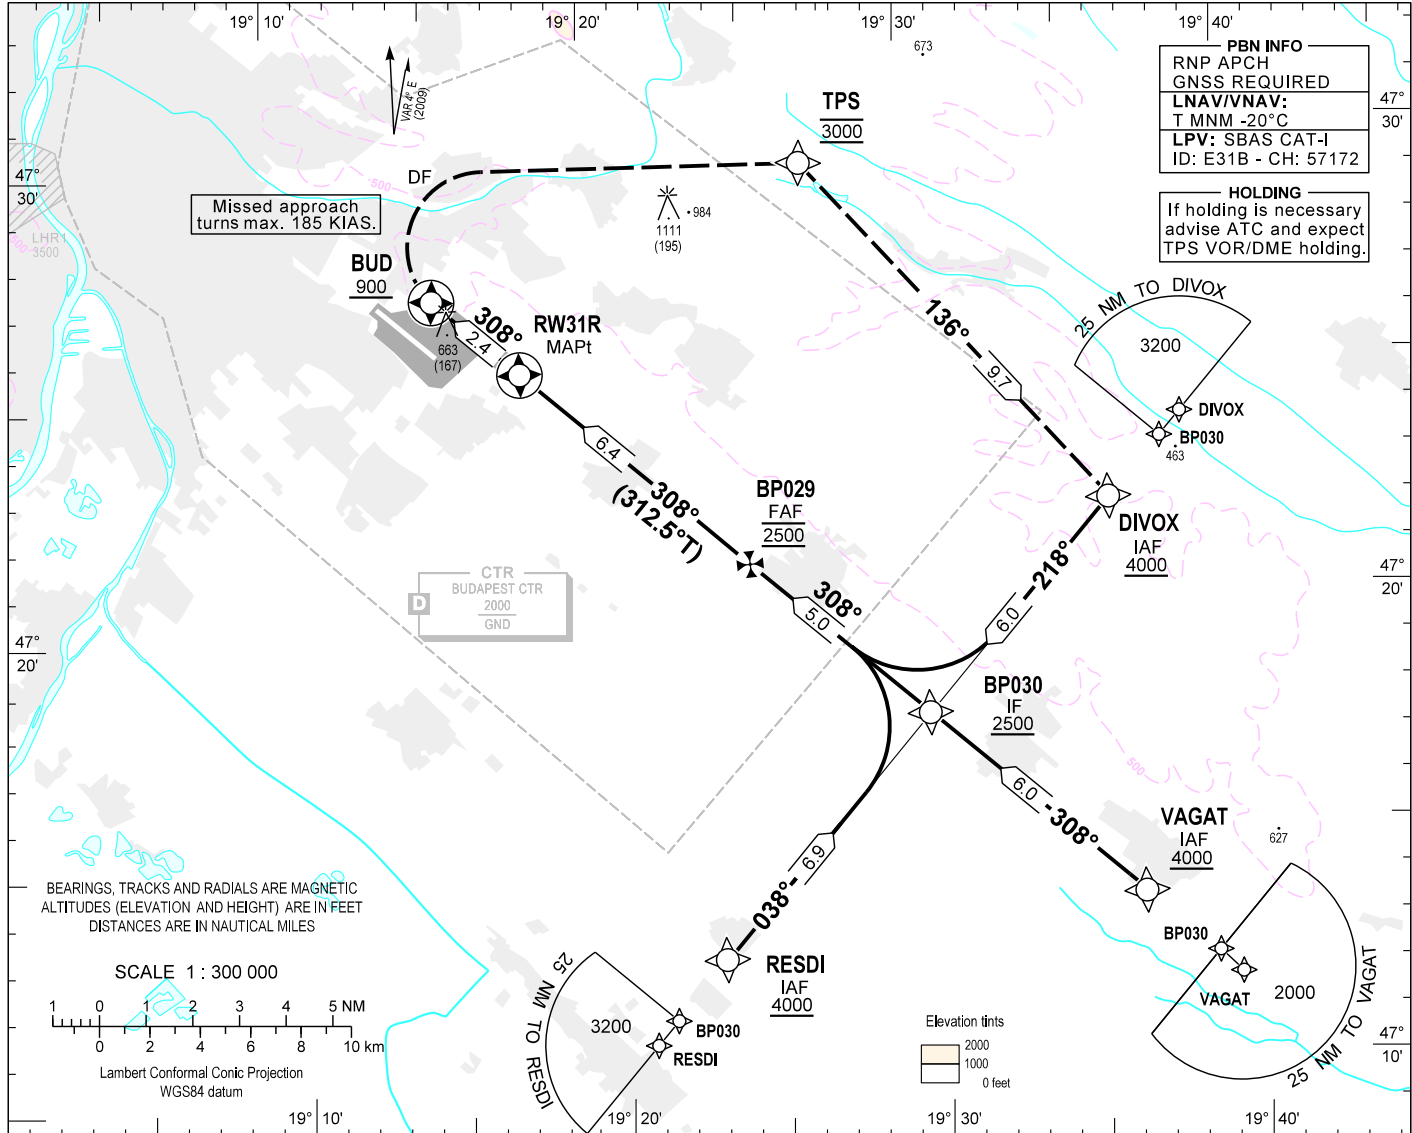 19° 10'
19° 20'
19° 30'
19° 40'
673
VAR 4° E
(2009)
PBN INFO
RNP APCH
GNSS REQUIRED
LNAV/VNAV:
T MNM -20°C
LPV: SBAS CAT-I
ID: E31B - CH: 57172
47°
30'
TPS
3000
DF
500
47°
30'
Missed approach
turns max. 185 KIAS.
984
1111
(195)
HOLDING
If holding is necessary
advise ATC and expect
TPS VOR/DME holding.
LHR1
3500
500
BUD
900
25 NM TO DIVOX
3200
DIVOX
BP030
463
308°
2.4
RW31R
MAPt
663
(167)
136°
9.7
6.4
308°
(312.5°T)
BP029
FAF
2500
DIVOX
IAF
4000
218°
6.0
CTR
BUDAPEST CTR
2000
GND
D
308°
5.0
47°
20'
47°
20'
BP030
IF
2500
500
6.0
308°
VAGAT
IAF
4000
627
6.9
038°
BEARINGS, TRACKS AND RADIALS ARE MAGNETIC
ALTITUDES (ELEVATION AND HEIGHT) ARE IN FEET
DISTANCES ARE IN NAUTICAL MILES
SCALE 1 : 300 000
1 0 1 2 3 4 5 NM
0 2 4 6 8 10 km
Lambert Conformal Conic Projection
WGS84 datum
RESDI
IAF
4000
25 NM TO RESDI
3200
BP030
RESDI
BP030
VAGAT
2000
25 NM TO VAGAT
Elevation tints
2000
1000
0 feet
47°
10'
19° 10'
19° 20'
19° 30'
19° 40'